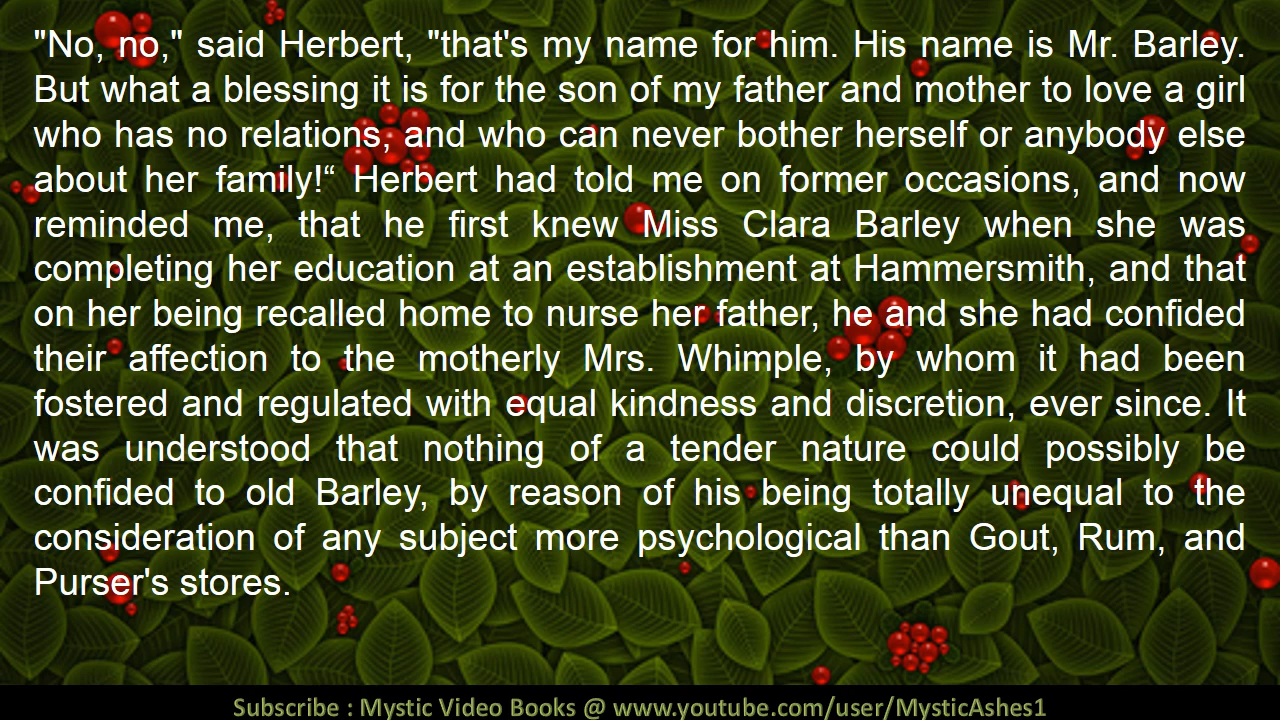 "No, no," said Herbert, "that's my name for him. His name is Mr. Barley.
But what a blessing it is for the son of my father and mother to love a girl
who has no relations, and who can never bother herself or anybody else
about her family!“ Herbert had told me on former occasions, and now
reminded me, that he first knew Miss Clara Barley when she was
completing her education at an establishment at Hammersmith, and that
on her being recalled home to nurse her father, he and she had confided
their affection to the motherly Mrs. Whimple, by whom it had been
fostered and regulated with equal kindness and discretion, ever since. It
was understood that nothing of a tender nature could possibly be
confided to old Barley, by reason of his being totally unequal to the
consideration of any subject more psychological than Gout, Rum, and
Purser's stores.
Subscribe : Mystic Video Books @ www.youtube.com/user/MysticAshes1